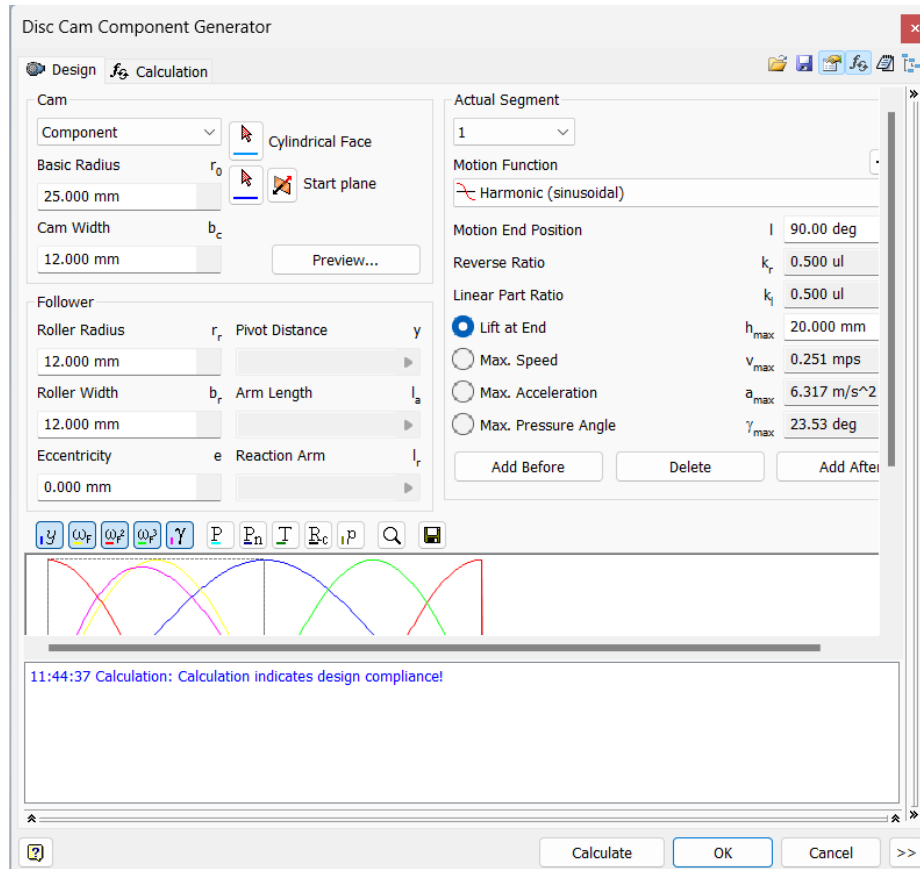 Disc Cam Component Generator
Design
Calculation
Cam
Component
Cylindrical Face
Basic Radius r0
Start plane
25.000 mm
Cam Width bc
12.000 mm
Preview...
Follower
Roller Radius rr Pivot Distance y
12.000 mm
Roller Width br Arm Length la
12.000 mm
Eccentricity e Reaction Arm lr
0.000 mm
Actual Segment
1
Motion Function
Harmonic (sinusoidal)
Motion End Position l 90.00 deg
Reverse Ratio kr 0.500 ul
Linear Part Ratio kl 0.500 ul
Lift at End hmax 20.000 mm
Max. Speed vmax 0.251 mps
Max. Acceleration amax 6.317 m/s^2
Max. Pressure Angle γmax 23.53 deg
Add Before Delete Add After
y ωF ωF² ωF³ γ P Pn T Rc p
11:44:37 Calculation: Calculation indicates design compliance!
Calculate OK Cancel >>